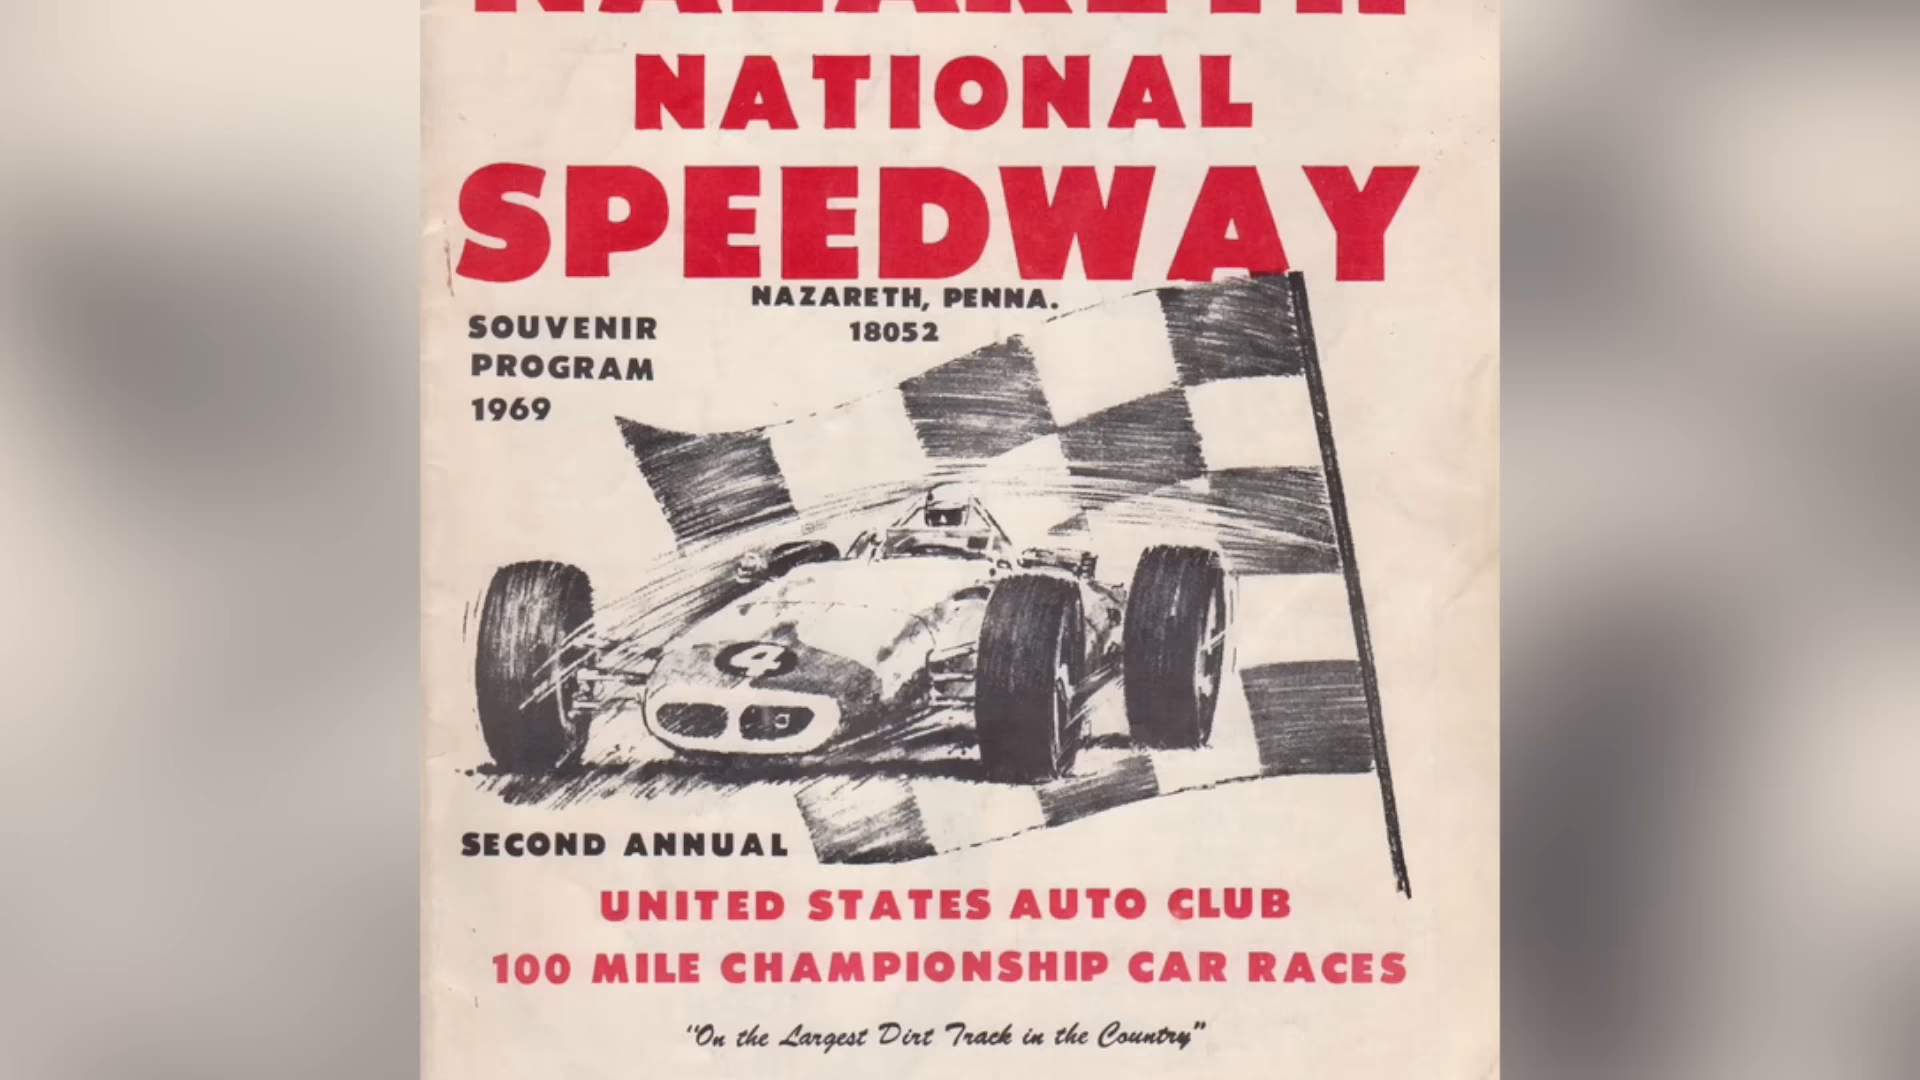 NAZARETH
NATIONAL
SPEEDWAY
NAZARETH, PENNA.
18052
SOUVENIR
PROGRAM
1969
4
SECOND ANNUAL
UNITED STATES AUTO CLUB
100 MILE CHAMPIONSHIP CAR RACES
"On the Largest Dirt Track in the Country"